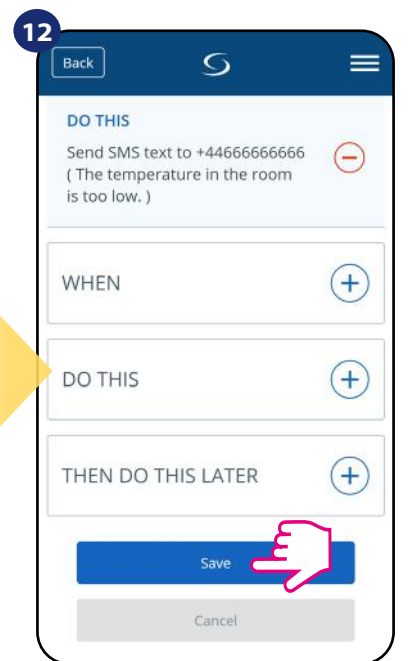 12
Back
DO THIS
Send SMS text to +44666666666
( The temperature in the room
is too low. )
WHEN
DO THIS
THEN DO THIS LATER
Save
Cancel